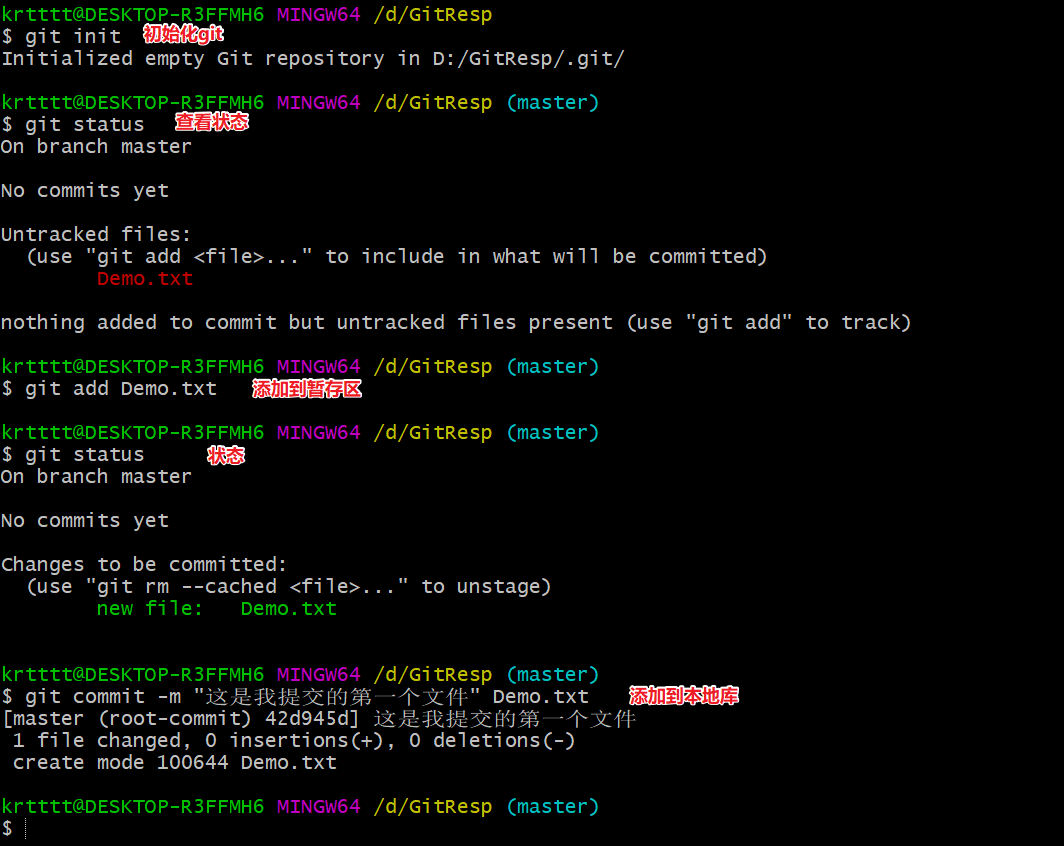 krtttt@DESKTOP-R3FFMH6 MINGW64 /d/GitResp
$ git init 初始化git
Initialized empty Git repository in D:/GitResp/.git/
krtttt@DESKTOP-R3FFMH6 MINGW64 /d/GitResp (master)
$ git status 查看状态
On branch master
No commits yet
Untracked files:
(use "git add <file>..." to include in what will be committed)
Demo.txt
nothing added to commit but untracked files present (use "git add" to track)
krtttt@DESKTOP-R3FFMH6 MINGW64 /d/GitResp (master)
$ git add Demo.txt 添加到暂存区
krtttt@DESKTOP-R3FFMH6 MINGW64 /d/GitResp (master)
$ git status 状态
On branch master
No commits yet
Changes to be committed:
(use "git rm --cached <file>..." to unstage)
new file: Demo.txt
krtttt@DESKTOP-R3FFMH6 MINGW64 /d/GitResp (master)
$ git commit -m "这是我提交的第一个文件" Demo.txt 添加到本地库
[master (root-commit) 42d945d] 这是我提交的第一个文件
1 file changed, 0 insertions(+), 0 deletions(-)
create mode 100644 Demo.txt
krtttt@DESKTOP-R3FFMH6 MINGW64 /d/GitResp (master)
$